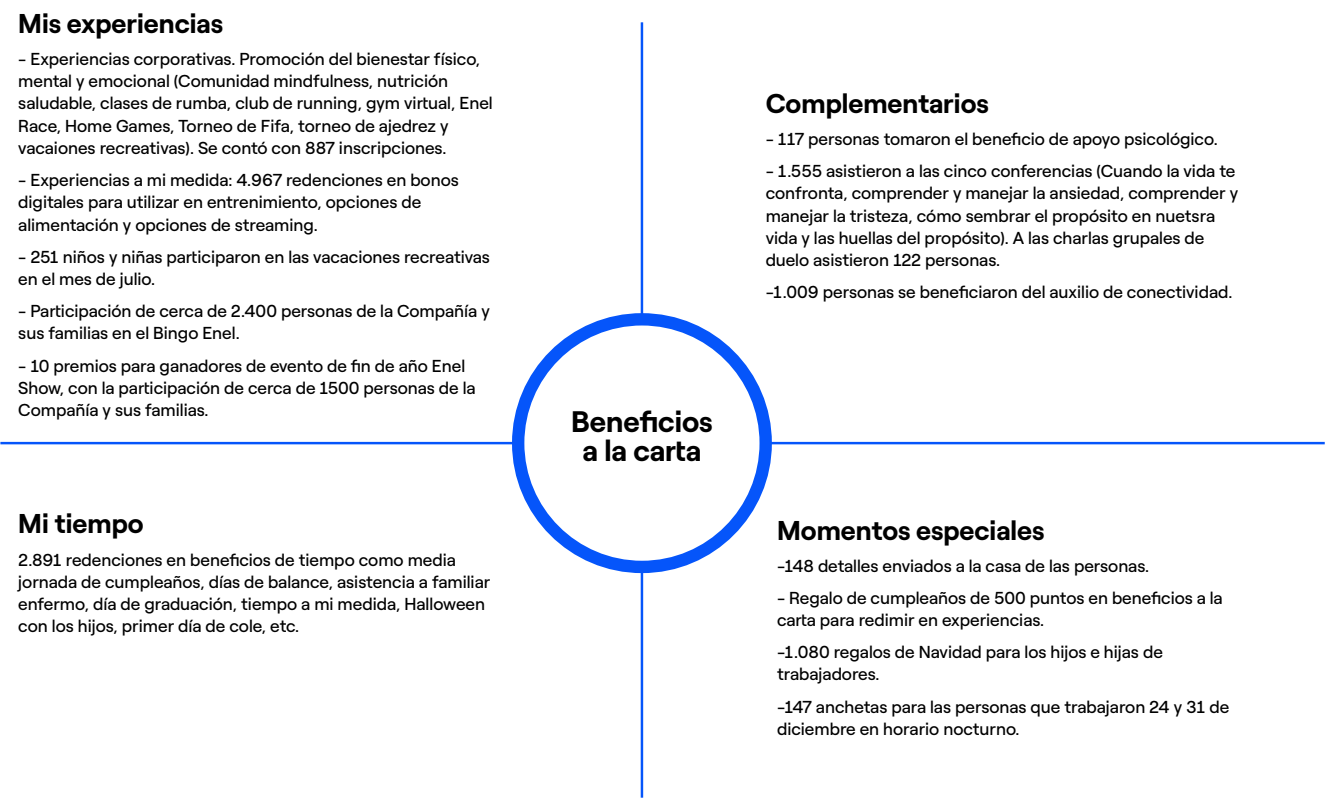 Mis experiencias
- Experiencias corporativas. Promoción del bienestar físico,
mental y emocional (Comunidad mindfulness, nutrición
saludable, clases de rumba, club de running, gym virtual, Enel
Race, Home Games, Torneo de Fifa, torneo de ajedrez y
vacaiones recreativas). Se contó con 887 inscripciones.
- Experiencias a mi medida: 4.967 redenciones en bonos
digitales para utilizar en entrenimiento, opciones de
alimentación y opciones de streaming.
- 251 niños y niñas participaron en las vacaciones recreativas
en el mes de julio.
- Participación de cerca de 2.400 personas de la Compañía y
sus familias en el Bingo Enel.
- 10 premios para ganadores de evento de fin de año Enel
Show, con la participación de cerca de 1500 personas de la
Compañía y sus familias.
Complementarios
- 117 personas tomaron el beneficio de apoyo psicológico.
- 1.555 asistieron a las cinco conferencias (Cuando la vida te
confronta, comprender y manejar la ansiedad, comprender y
manejar la tristeza, cómo sembrar el propósito en nuetsra
vida y las huellas del propósito). A las charlas grupales de
duelo asistieron 122 personas.
-1.009 personas se beneficiaron del auxilio de conectividad.
Beneficios
a la carta
Mi tiempo
2.891 redenciones en beneficios de tiempo como media
jornada de cumpleaños, días de balance, asistencia a familiar
enfermo, día de graduación, tiempo a mi medida, Halloween
con los hijos, primer día de cole, etc.
Momentos especiales
-148 detalles enviados a la casa de las personas.
- Regalo de cumpleaños de 500 puntos en beneficios a la
carta para redimir en experiencias.
-1.080 regalos de Navidad para los hijos e hijas de
trabajadores.
-147 anchetas para las personas que trabajaron 24 y 31 de
diciembre en horario nocturno.